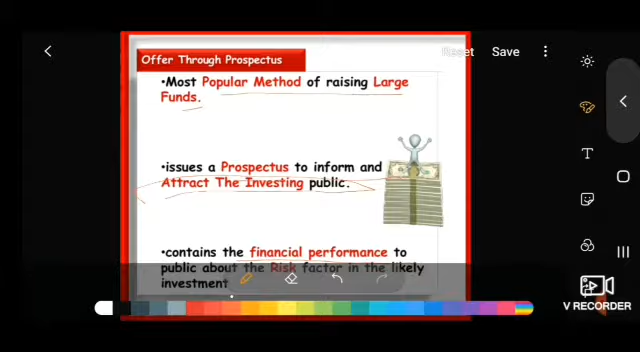 Reset Save
Offer Through Prospectus
•Most Popular Method of raising Large
Funds.
•issues a Prospectus to inform and
Attract The Investing public.
•contains the financial performance to
public about the Risk factor in the likely
investment
T
V RECORDER